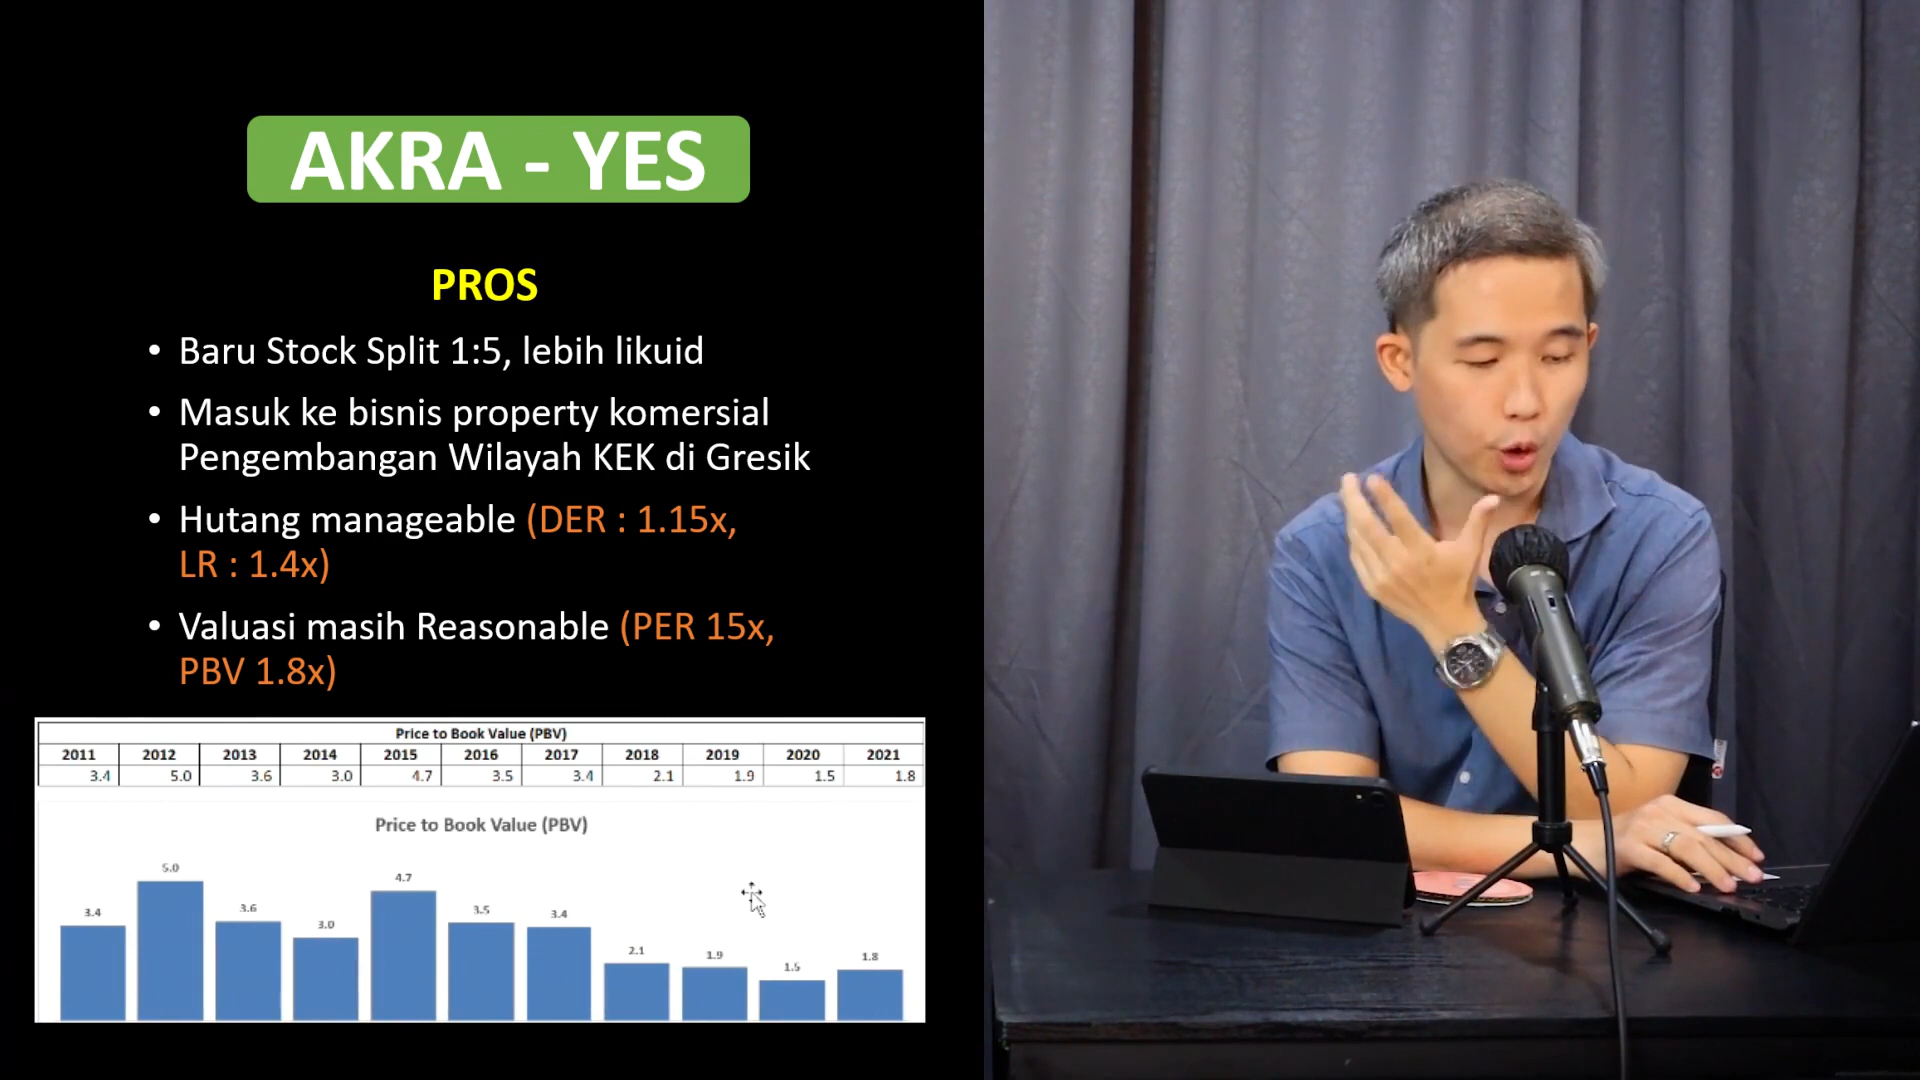 AKRA - YES
PROS
• Baru Stock Split 1:5, lebih likuid
• Masuk ke bisnis property komersial
Pengembangan Wilayah KEK di Gresik
• Hutang manageable (DER : 1.15x,
LR : 1.4x)
• Valuasi masih Reasonable (PER 15x,
PBV 1.8x)
Price to Book Value (PBV)
2011 2012 2013 2014 2015 2016 2017 2018 2019 2020 2021
3.4 5.0 3.6 3.0 4.7 3.5 3.4 2.1 1.9 1.5 1.8
Price to Book Value (PBV)
3.4 5.0 3.6 3.0 4.7 3.5 3.4 2.1 1.9 1.5 1.8